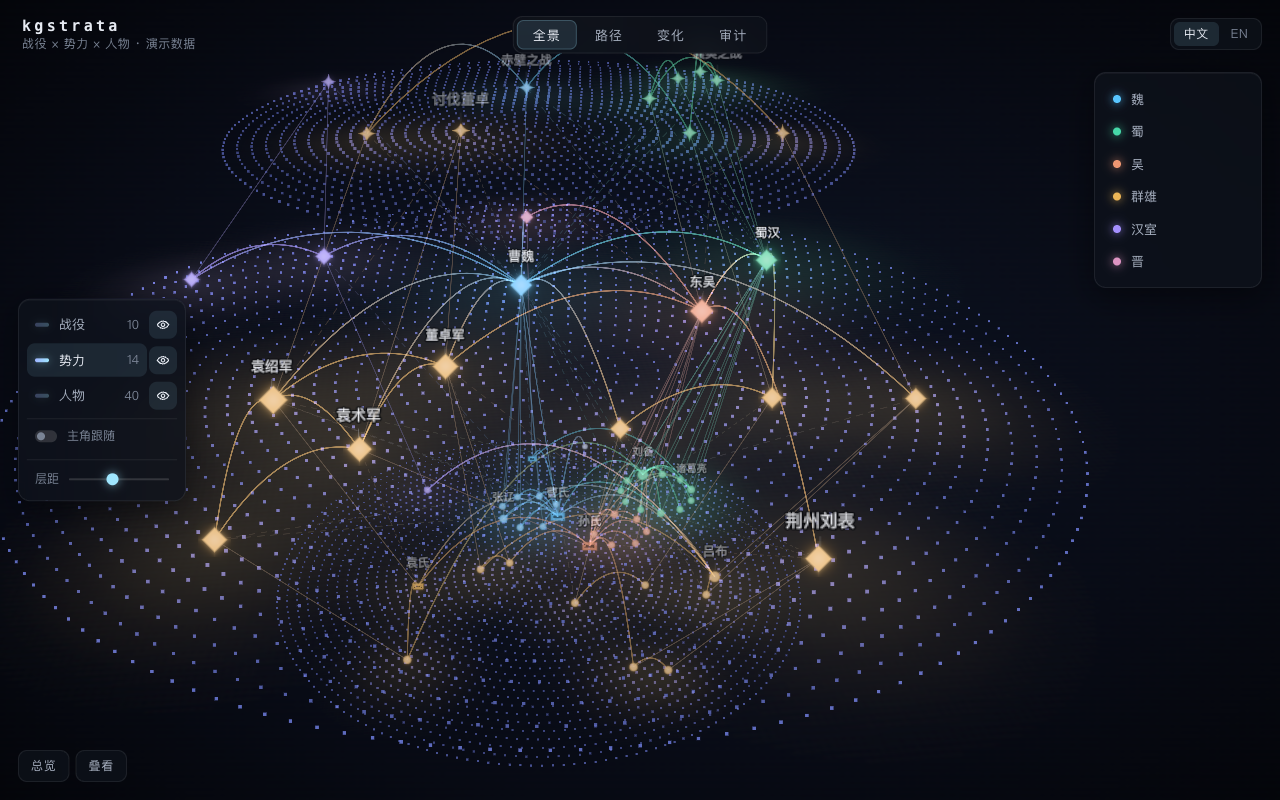 kgstrata
战役 × 势力 × 人物 · 演示数据
全景
路径
变化
审计
中文
EN
魏
蜀
吴
群雄
汉室
晋
赤壁之战
讨伐董卓
蜀汉
曹魏
东吴
董卓军
袁绍军
袁术军
荆州刘表
刘备
诸葛亮
张辽
曹氏
孙氏
吕布
袁氏
战役 10
势力 14
人物 40
主角跟随
层距
总览
叠看